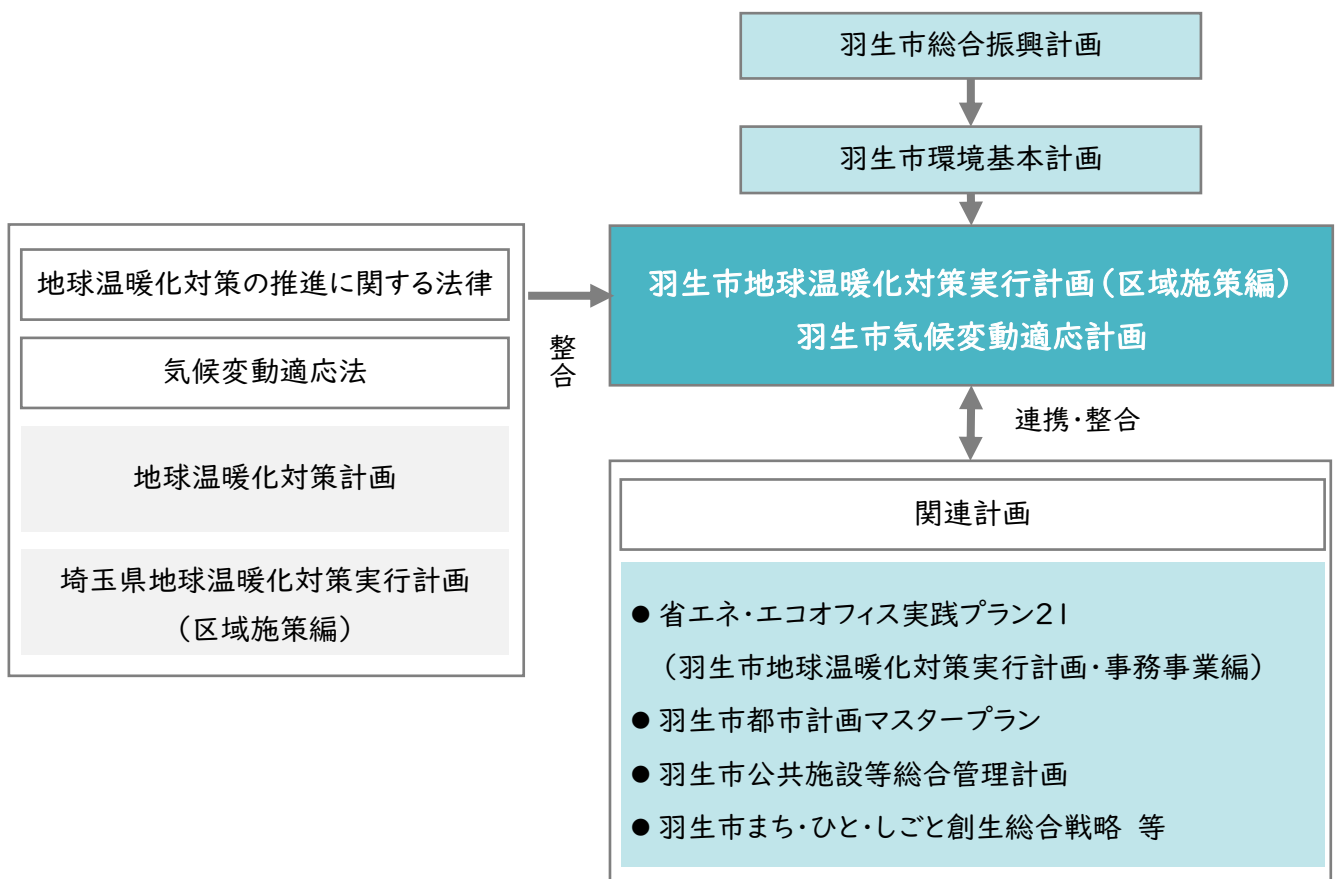 羽生市総合振興計画
羽生市環境基本計画
地球温暖化対策の推進に関する法律
気候変動適応法
地球温暖化対策計画
埼玉県地球温暖化対策実行計画
（区域施策編）
整合
羽生市地球温暖化対策実行計画（区域施策編）
羽生市気候変動適応計画
連携・整合
関連計画
● 省エネ・エコオフィス実践プラン21
（羽生市地球温暖化対策実行計画・事務事業編）
● 羽生市都市計画マスタープラン
● 羽生市公共施設等総合管理計画
● 羽生市まち・ひと・しごと創生総合戦略 等